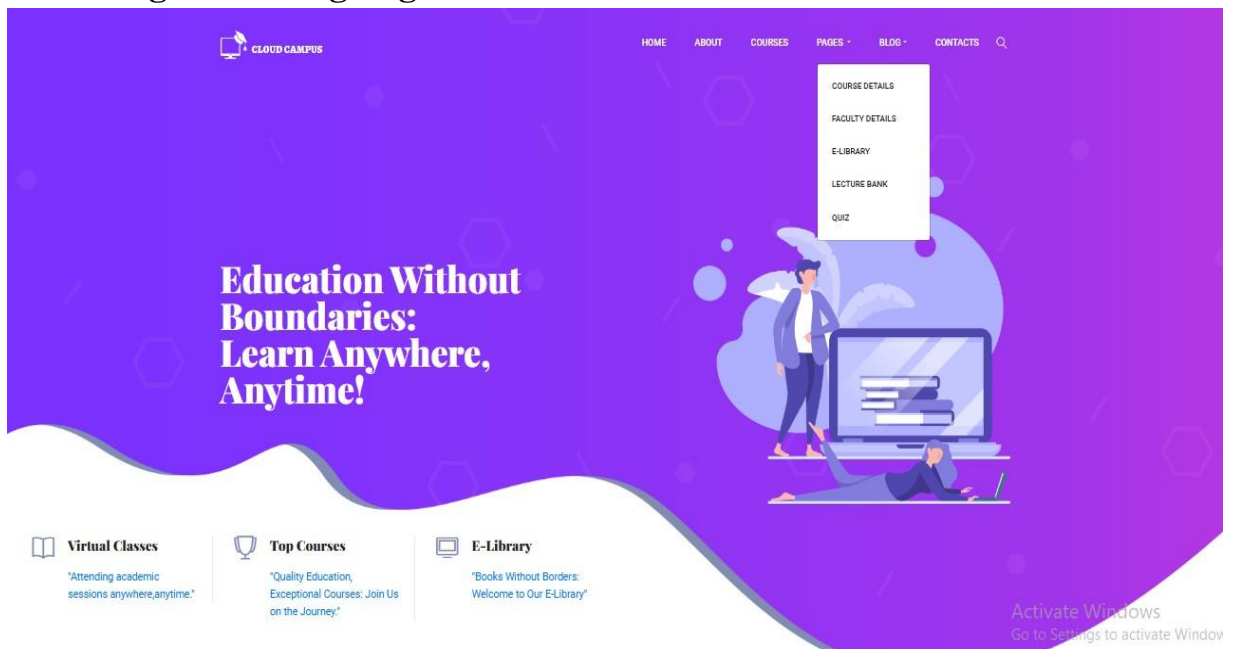 CLOUD CAMPUS
HOME ABOUT COURSES PAGES BLOG CONTACTS
COURSE DETAILS
FACULTY DETAILS
E-LIBRARY
LECTURE BANK
QUIZ
Education Without
Boundaries:
Learn Anywhere,
Anytime!
Virtual Classes
"Attending academic
sessions anywhere,anytime."
Top Courses
"Quality Education,
Exceptional Courses: Join Us
on the Journey."
E-Library
"Books Without Borders:
Welcome to Our E-Library"
Activate Windows
Go to Settings to activate Window